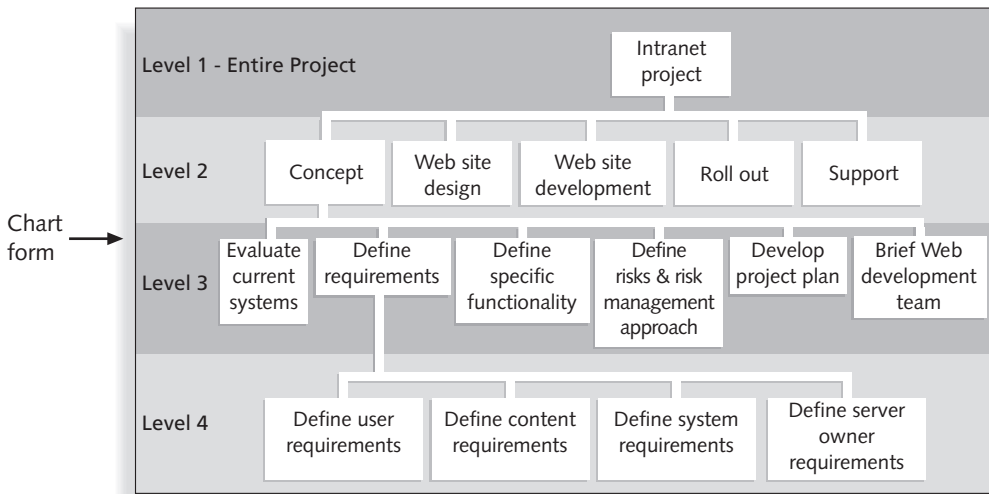 Chart
form
Level 1 - Entire Project
Intranet
project
Level 2
Concept
Web site
design
Web site
development
Roll out
Support
Level 3
Evaluate
current
systems
Define
requirements
Define
specific
functionality
Define
risks & risk
management
approach
Develop
project plan
Brief Web
development
team
Level 4
Define user
requirements
Define content
requirements
Define system
requirements
Define server
owner
requirements